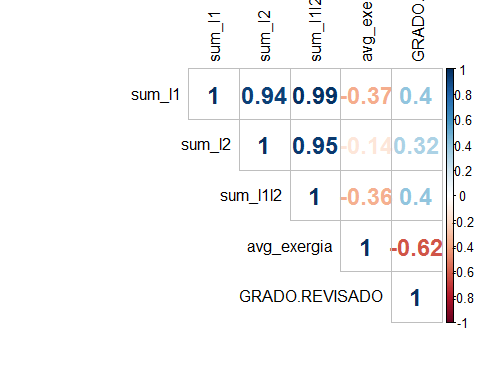 sum_l1
sum_l2
sum_l1l2
avg_exe
GRADO.
sum_l1 1 0.94 0.99 -0.37 0.4
sum_l2 1 0.95 -0.14 0.32
sum_l1l2 1 -0.36 0.4
avg_exergia 1 -0.62
GRADO.REVISADO 1
1
0.8
0.6
0.4
0.2
0
-0.2
-0.4
-0.6
-0.8
-1